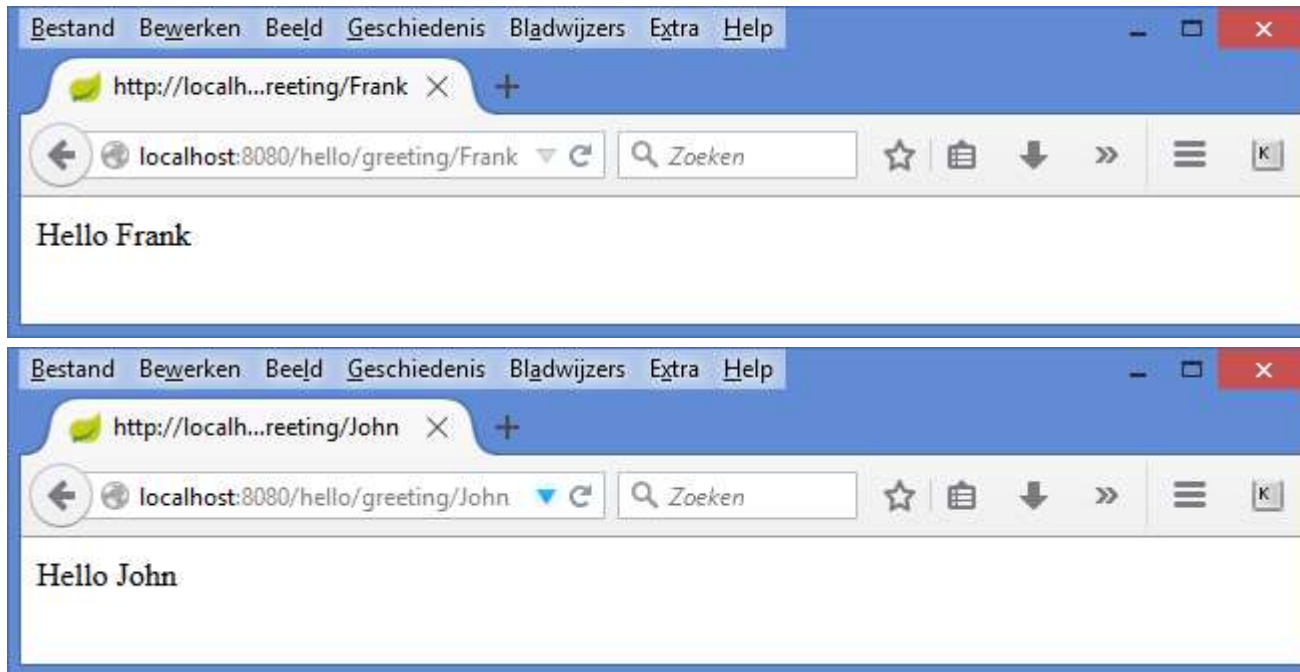 Bestand Bewerken Beeld Geschiedenis Bladwijzers Extra Help
http://localh...reeting/Frank
localhost:8080/hello/greeting/Frank Zoeken K
Hello Frank
Bestand Bewerken Beeld Geschiedenis Bladwijzers Extra Help
http://localh...reeting/John
localhost:8080/hello/greeting/John Zoeken K
Hello John